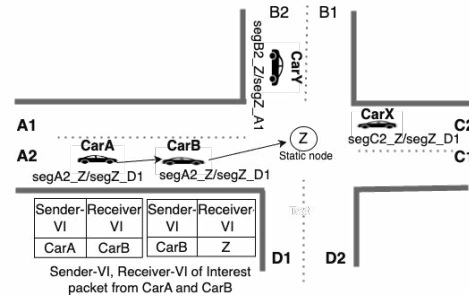 B2 B1
segB2_Z/segZ_A1
CarY
A1
CarA CarB
A2
segA2_Z/segZ_D1 segA2_Z/segZ_D1
Z
Static node
CarX
C2
segC2_Z/segZ_D1
C1
Sender-VI Receiver-VI Sender-VI Receiver-VI
CarA CarB CarB Z
D1 D2
Sender-VI, Receiver-VI of Interest
packet from CarA and CarB